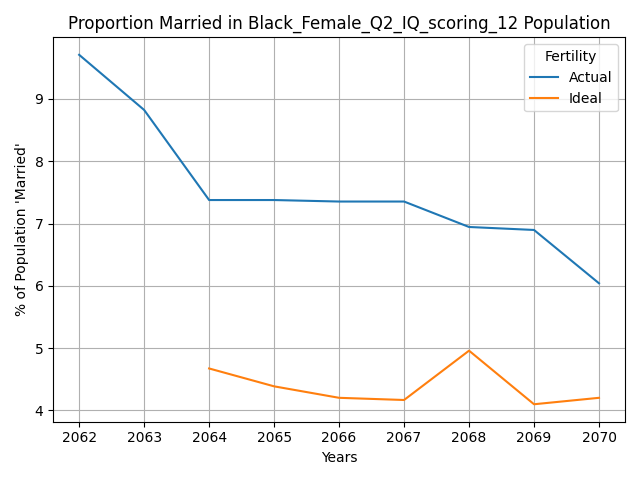 Proportion Married in Black_Female_Q2_IQ_scoring_12 Population
Fertility
Actual
Ideal
% of Population 'Married'
9
8
7
6
5
4
2062 2063 2064 2065 2066 2067 2068 2069 2070
Years